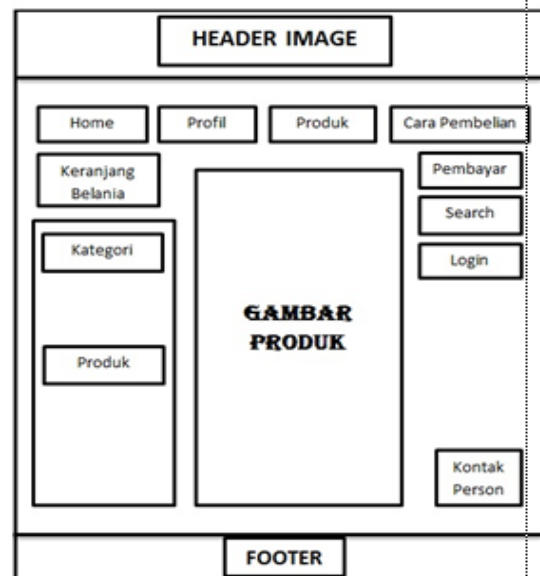 HEADER IMAGE
Home
Profil
Produk
Cara Pembelian
Keranjang
Belania
Pembayar
Search
Kategori
Login
GAMBAR
PRODUK
Produk
Kontak
Person
FOOTER